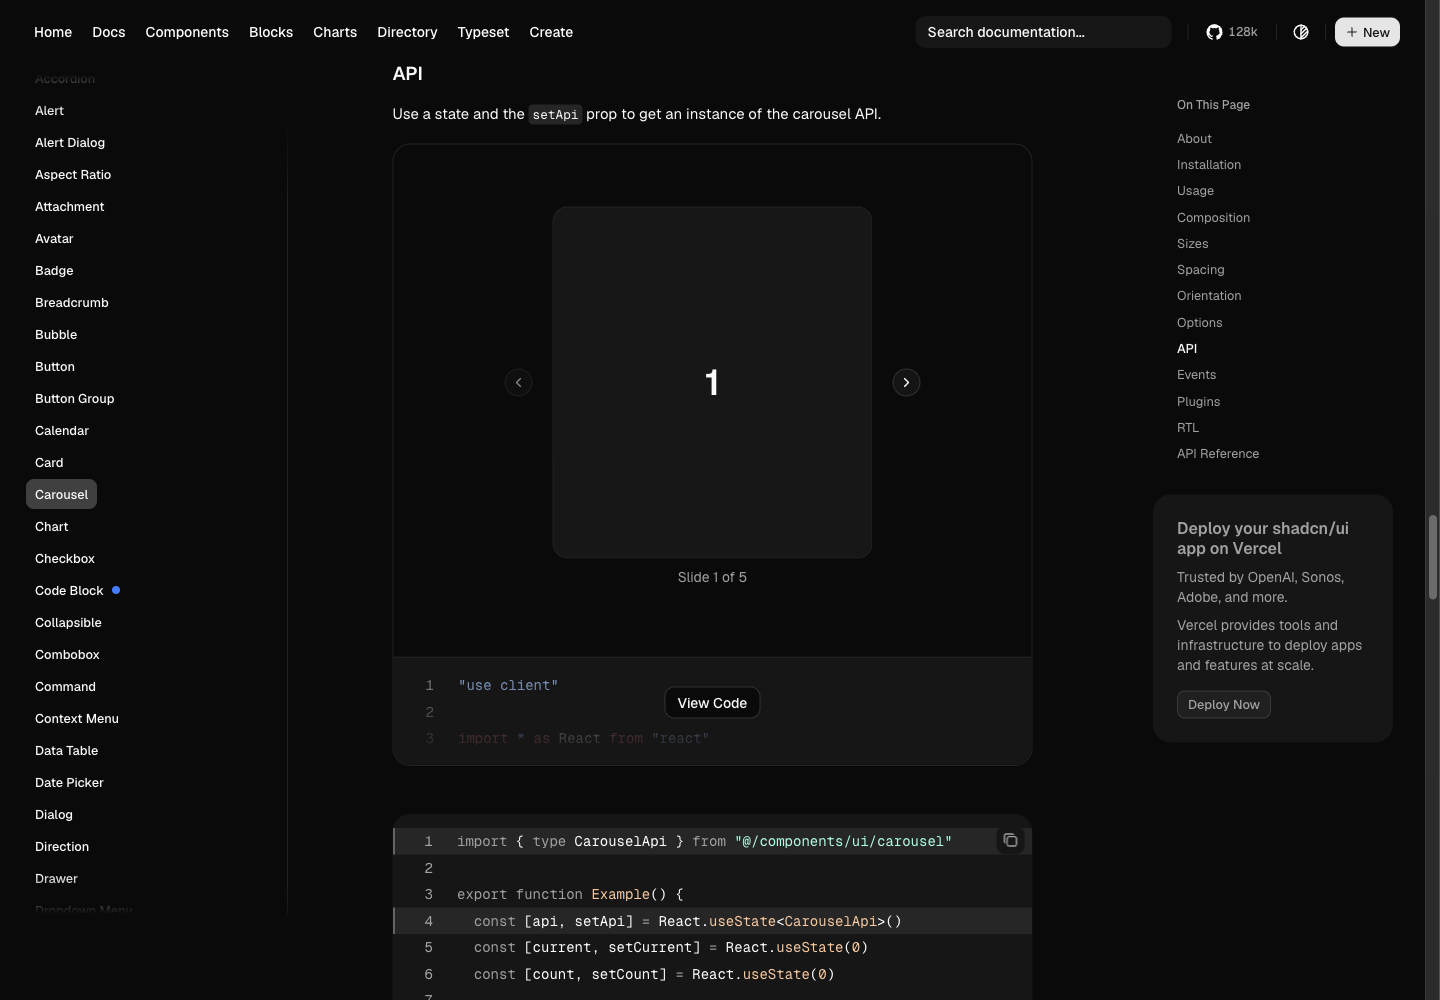 Home Docs Components Blocks Charts Directory Typeset Create
Search documentation...
128k
New
Accordion
Alert
Alert Dialog
Aspect Ratio
Attachment
Avatar
Badge
Breadcrumb
Bubble
Button
Button Group
Calendar
Card
Carousel
Chart
Checkbox
Code Block
Collapsible
Combobox
Command
Context Menu
Data Table
Date Picker
Dialog
Direction
Drawer
Dropdown Menu
API
Use a state and the setApi prop to get an instance of the carousel API.
1
Slide 1 of 5
1 "use client"
2
3 import * as React from "react"
View Code
1 import { type CarouselApi } from "@/components/ui/carousel"
2
3 export function Example() {
4 const [api, setApi] = React.useState<CarouselApi>()
5 const [current, setCurrent] = React.useState(0)
6 const [count, setCount] = React.useState(0)
7
On This Page
About
Installation
Usage
Composition
Sizes
Spacing
Orientation
Options
API
Events
Plugins
RTL
API Reference
Deploy your shadcn/ui
app on Vercel
Trusted by OpenAI, Sonos,
Adobe, and more.
Vercel provides tools and
infrastructure to deploy apps
and features at scale.
Deploy Now